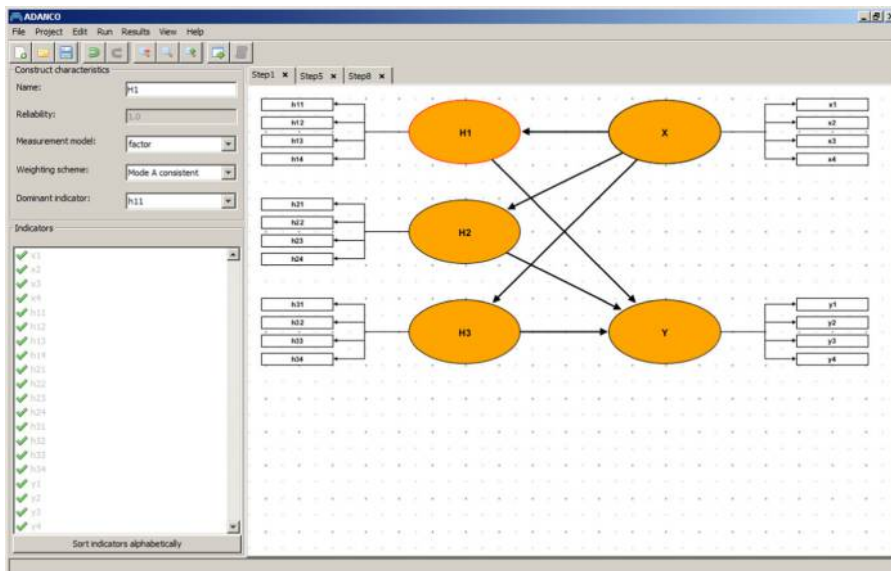 ADANCO
File Project Edit Run Results View Help
Construct characteristics
Name: H1
Reliability: 1.0
Measurement model: factor
Weighting scheme: Mode A consistent
Dominant indicator: h11
Indicators
x1
x2
x3
x4
h11
h12
h13
h14
h21
h22
h23
h24
h31
h32
h33
h34
y1
y2
y3
y4
Sort indicators alphabetically
Step1 Step5 Step8
h11
h12
h13
h14
H1
X
x1
x2
x3
x4
h21
h22
h23
h24
H2
h31
h32
h33
h34
H3
Y
y1
y2
y3
y4